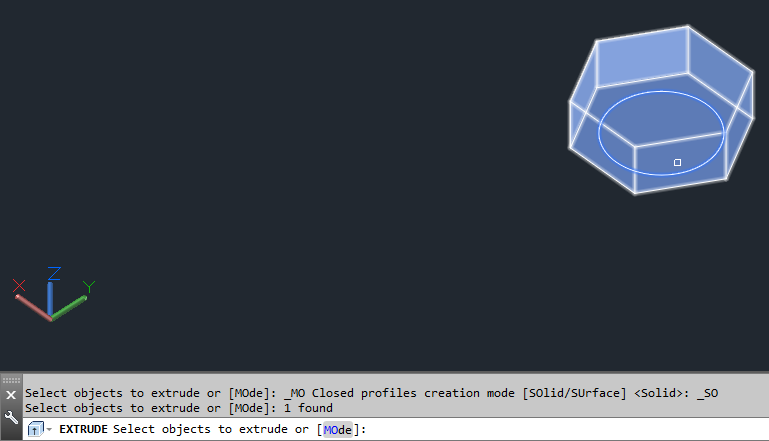 Z
X
Y
Select objects to extrude or [MOde]: _MO Closed profiles creation mode [SOlid/SUrface] <Solid>: _SO
Select objects to extrude or [MOde]: 1 found
EXTRUDE Select objects to extrude or [MOde]: